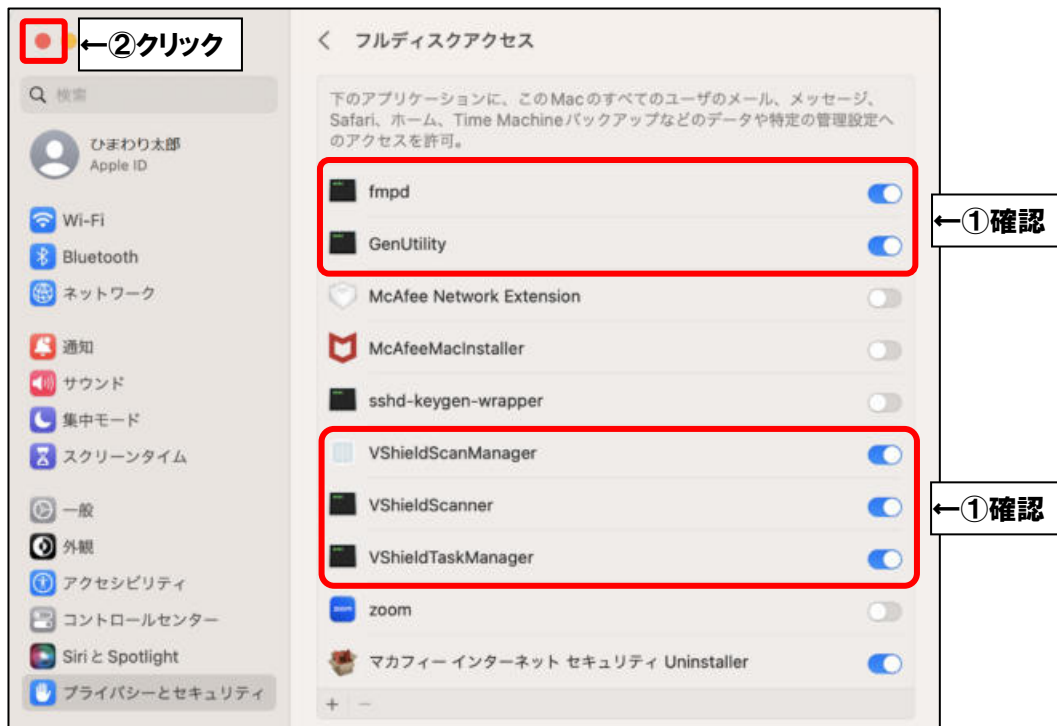 ←②クリック
検索
ひまわり太郎
Apple ID
Wi-Fi
Bluetooth
ネットワーク
通知
サウンド
集中モード
スクリーンタイム
一般
外観
アクセシビリティ
コントロールセンター
Siri と Spotlight
プライバシーとセキュリティ
フルディスクアクセス
下のアプリケーションに、このMacのすべてのユーザのメール、メッセージ、
Safari、ホーム、Time Machineバックアップなどのデータや特定の管理設定へ
のアクセスを許可。
fmpd
GenUtility
←①確認
McAfee Network Extension
McAfeeMacInstaller
sshd-keygen-wrapper
VShieldScanManager
VShieldScanner
←①確認
VShieldTaskManager
zoom
zoom
マカフィー インターネット セキュリティ Uninstaller
+ −